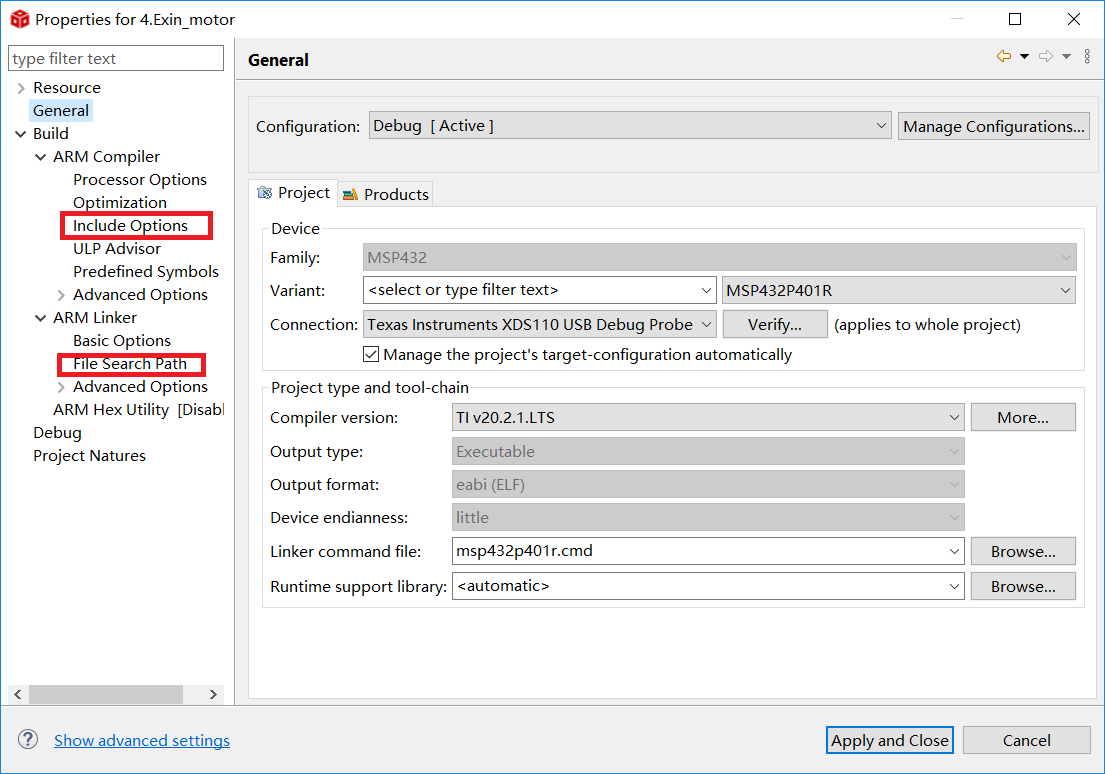 Properties for 4.Exin_motor
type filter text
Resource
General
Build
ARM Compiler
Processor Options
Optimization
Include Options
ULP Advisor
Predefined Symbols
Advanced Options
ARM Linker
Basic Options
File Search Path
Advanced Options
ARM Hex Utility [Disabl
Debug
Project Natures
General
Configuration: Debug [ Active ] Manage Configurations...
Project Products
Device
Family: MSP432
Variant: <select or type filter text> MSP432P401R
Connection: Texas Instruments XDS110 USB Debug Probe Verify... (applies to whole project)
Manage the project's target-configuration automatically
Project type and tool-chain
Compiler version: TI v20.2.1.LTS More...
Output type: Executable
Output format: eabi (ELF)
Device endianness: little
Linker command file: msp432p401r.cmd Browse...
Runtime support library: <automatic> Browse...
? Show advanced settings Apply and Close Cancel